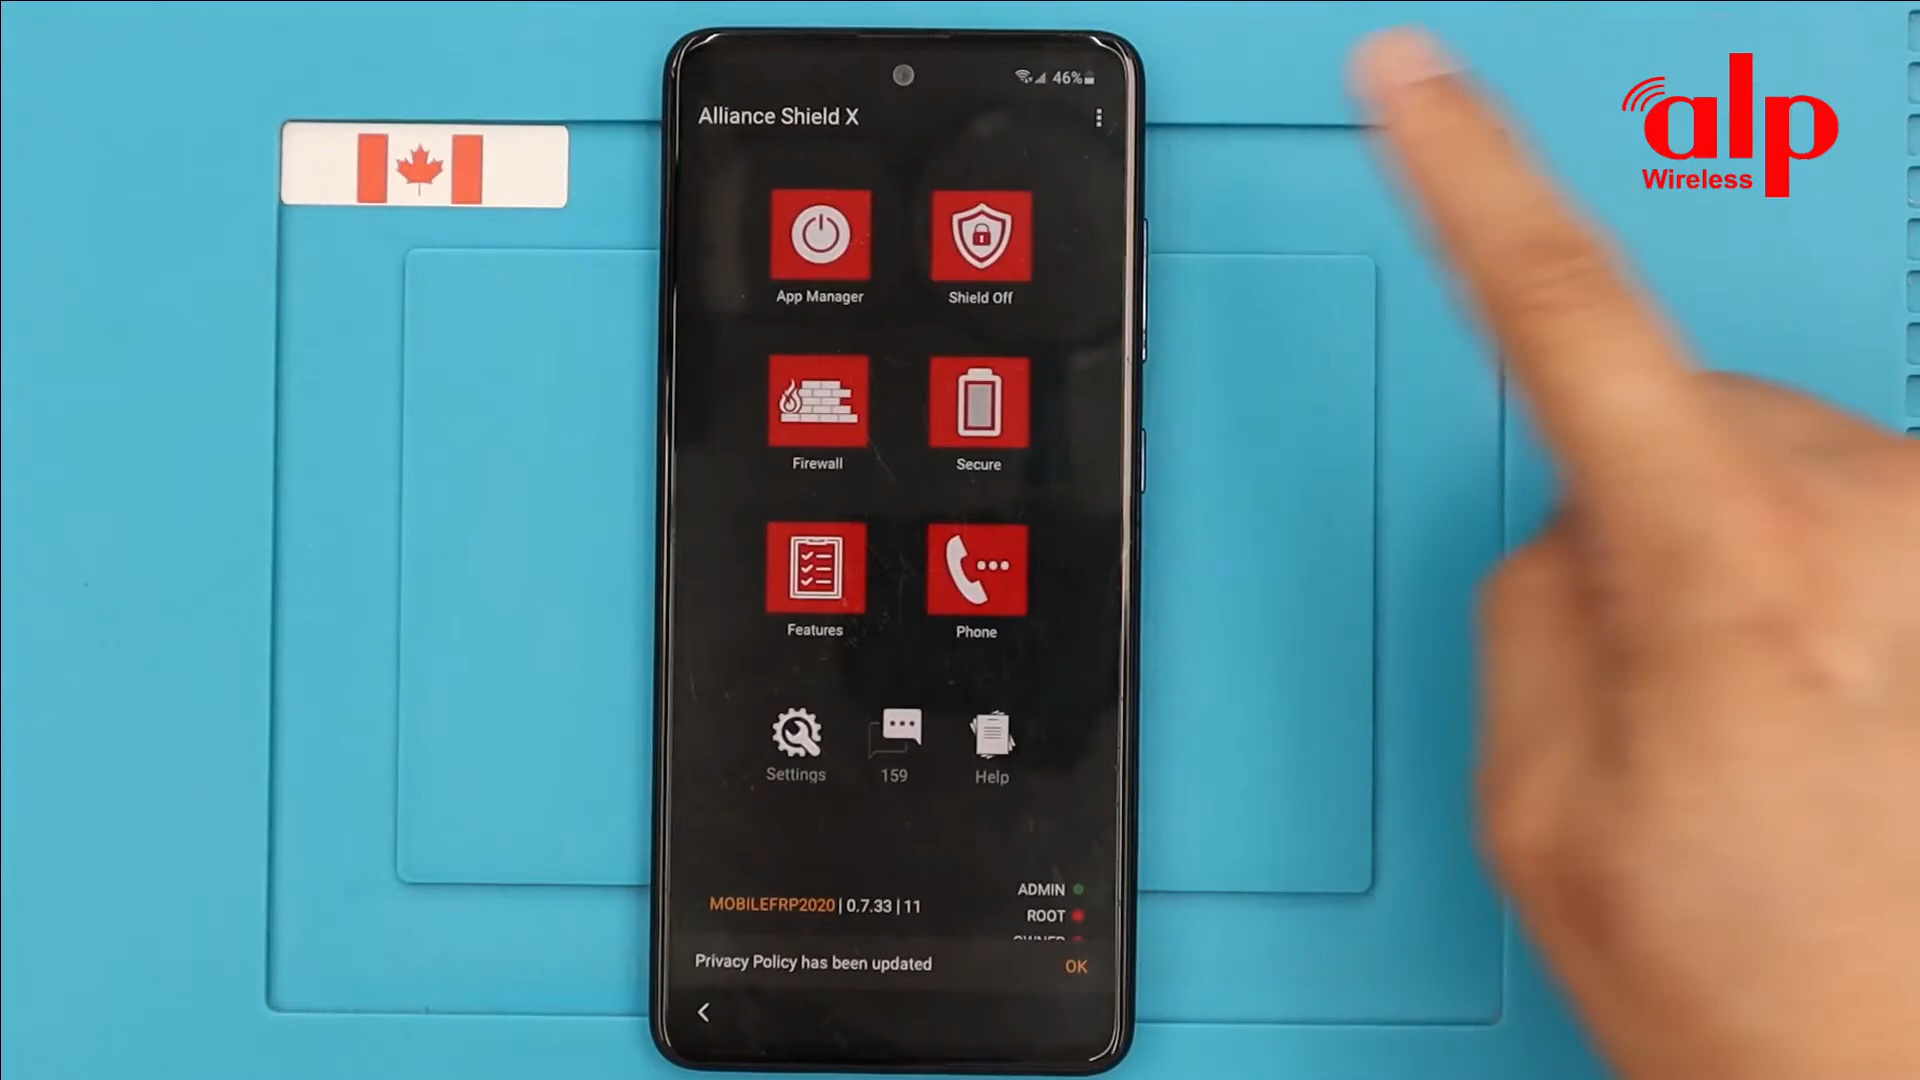 46%
Alliance Shield X
alp
Wireless
App Manager
Shield Off
Firewall
Secure
Features
Phone
Settings
159
Help
ADMIN
MOBILEFRP2020 | 0.7.33 | 11
ROOT
OWNER
Privacy Policy has been updated
OK